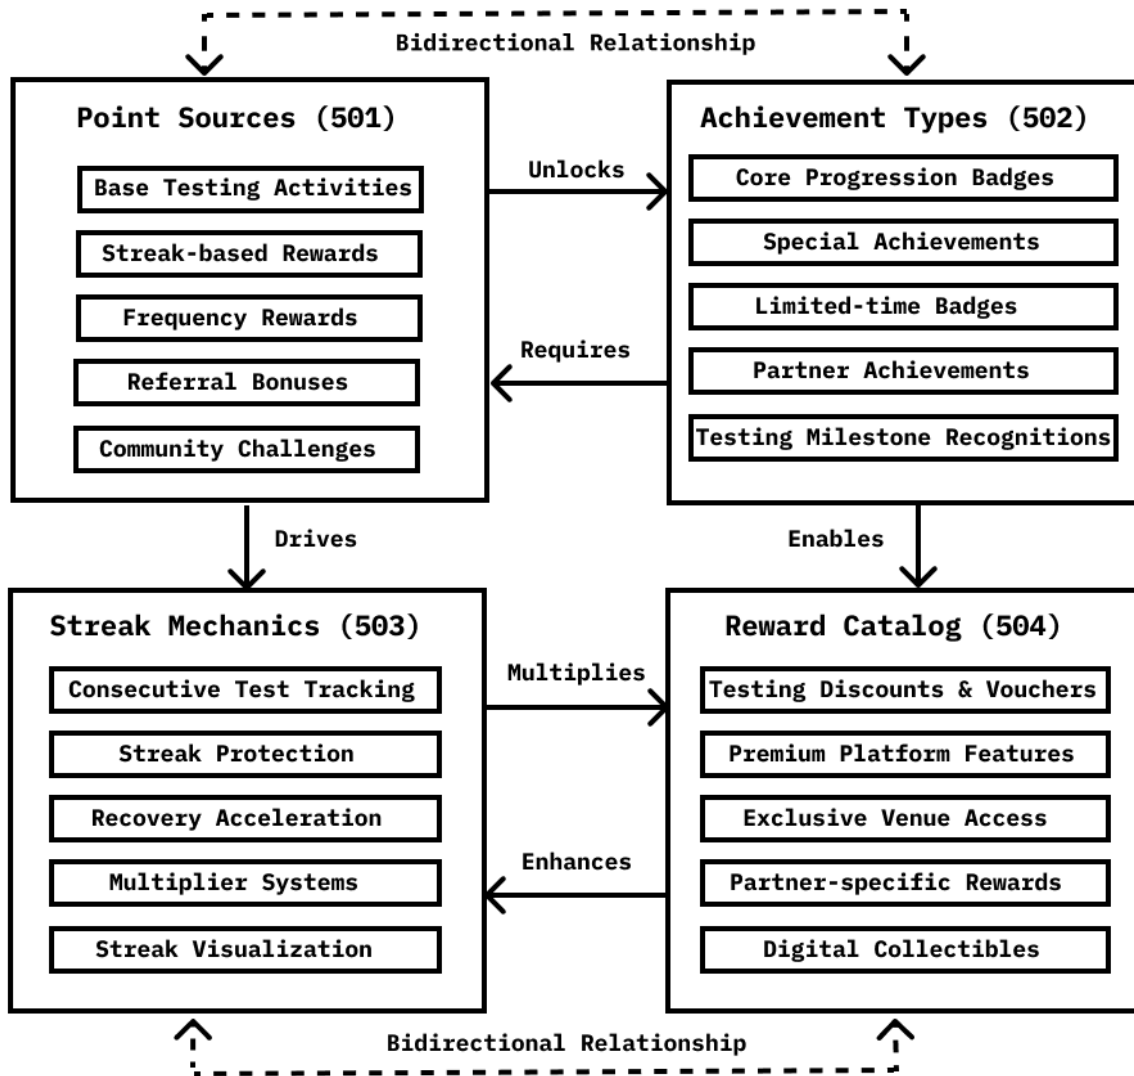 Bidirectional Relationship
Point Sources (501)
Base Testing Activities
Streak-based Rewards
Frequency Rewards
Referral Bonuses
Community Challenges
Unlocks
Requires
Achievement Types (502)
Core Progression Badges
Special Achievements
Limited-time Badges
Partner Achievements
Testing Milestone Recognitions
Drives
Enables
Streak Mechanics (503)
Consecutive Test Tracking
Streak Protection
Recovery Acceleration
Multiplier Systems
Streak Visualization
Multiplies
Enhances
Reward Catalog (504)
Testing Discounts & Vouchers
Premium Platform Features
Exclusive Venue Access
Partner-specific Rewards
Digital Collectibles
Bidirectional Relationship